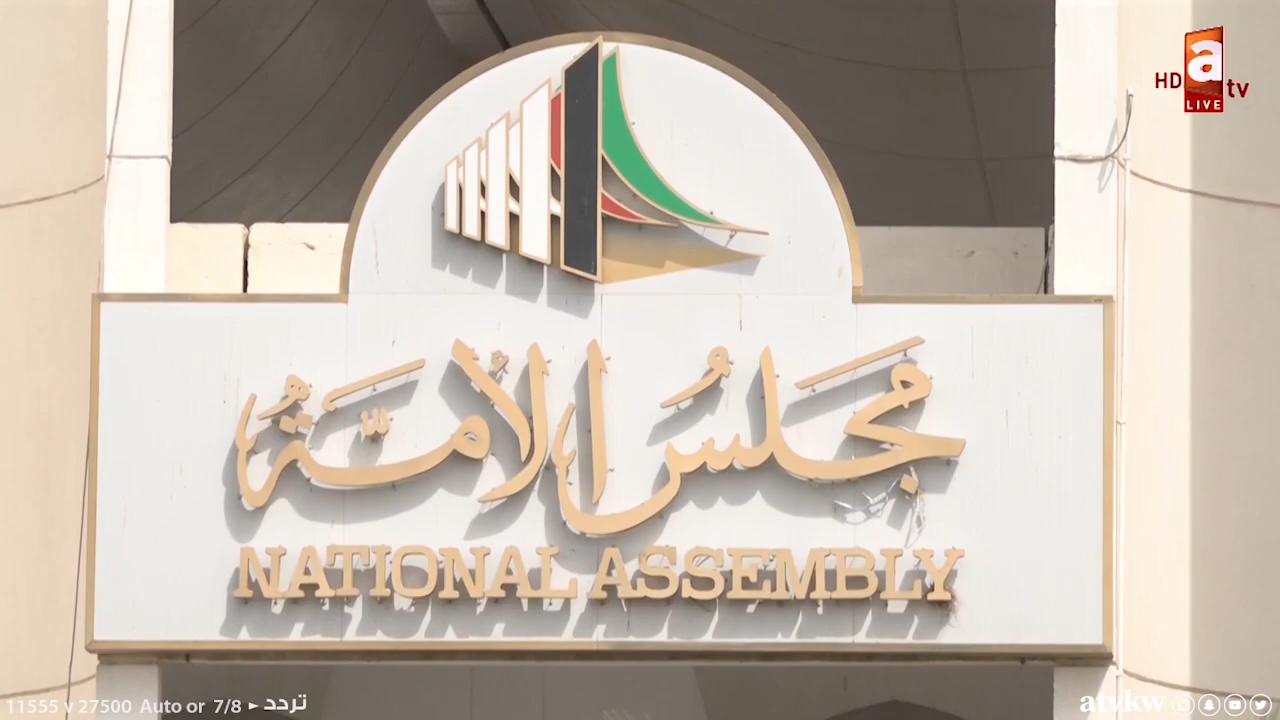 HD a tv
LIVE
مجلس الأمة
NATIONAL ASSEMBLY
11555 v 27500 Auto or 7/8 ► تردد
atvkw